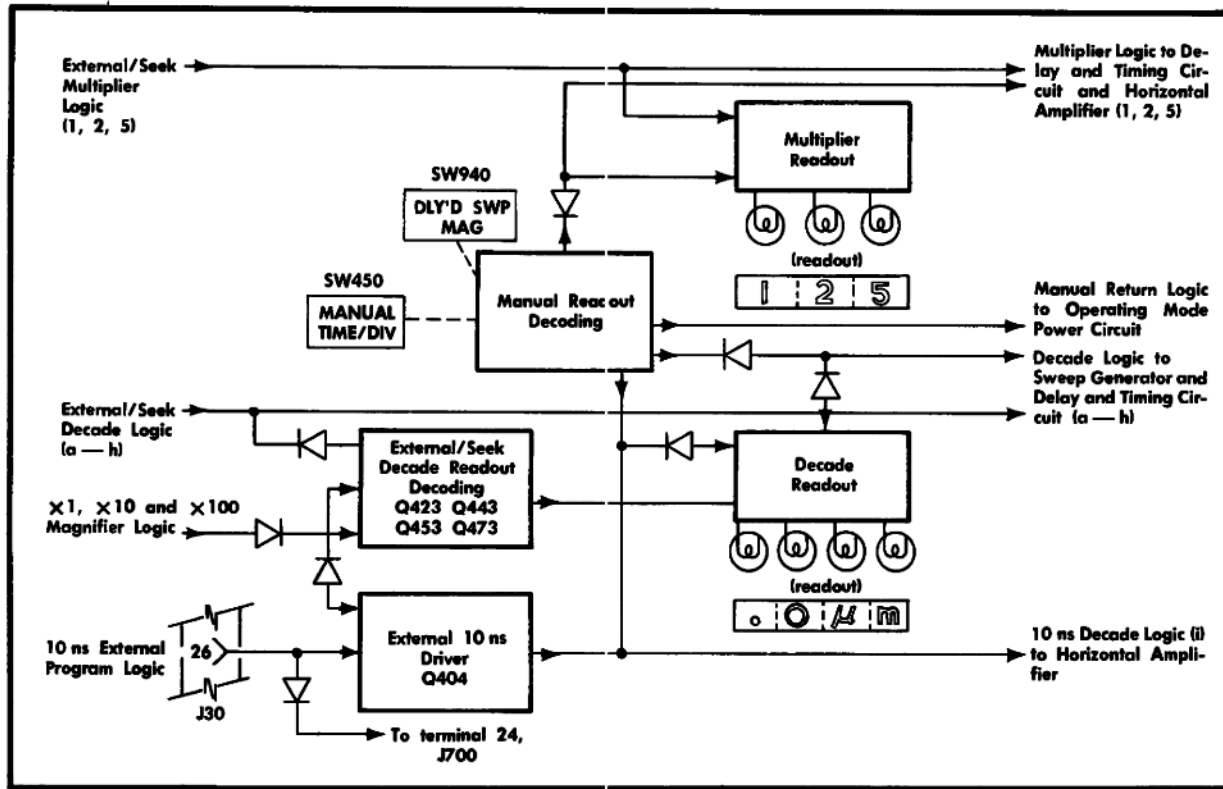 External/Seek
Multiplier
Logic
(1, 2, 5)
Multiplier Logic to De-
lay and Timing Cir-
cuit and Horizontal
Amplifier (1, 2, 5)
Multiplier
Readout
SW940
DLY'D SWP
MAG
(readout)
1 2 5
SW450
MANUAL
TIME/DIV
Manual Reacout
Decoding
Manual Return Logic
to Operating Mode
Power Circuit
Decade Logic to
Sweep Generator and
Delay and Timing Cir-
cuit (a — h)
External/Seek
Decade Logic
(a — h)
External/Seek
Decade Readout
Decoding
Q423 Q443
Q453 Q473
Decade
Readout
×1, ×10 and ×100
Magnifier Logic
(readout)
. 0 μ m
10 ns External
Program Logic
26
J30
External 10 ns
Driver
Q404
10 ns Decade Logic (i)
to Horizontal Ampli-
fier
To terminal 24,
J700